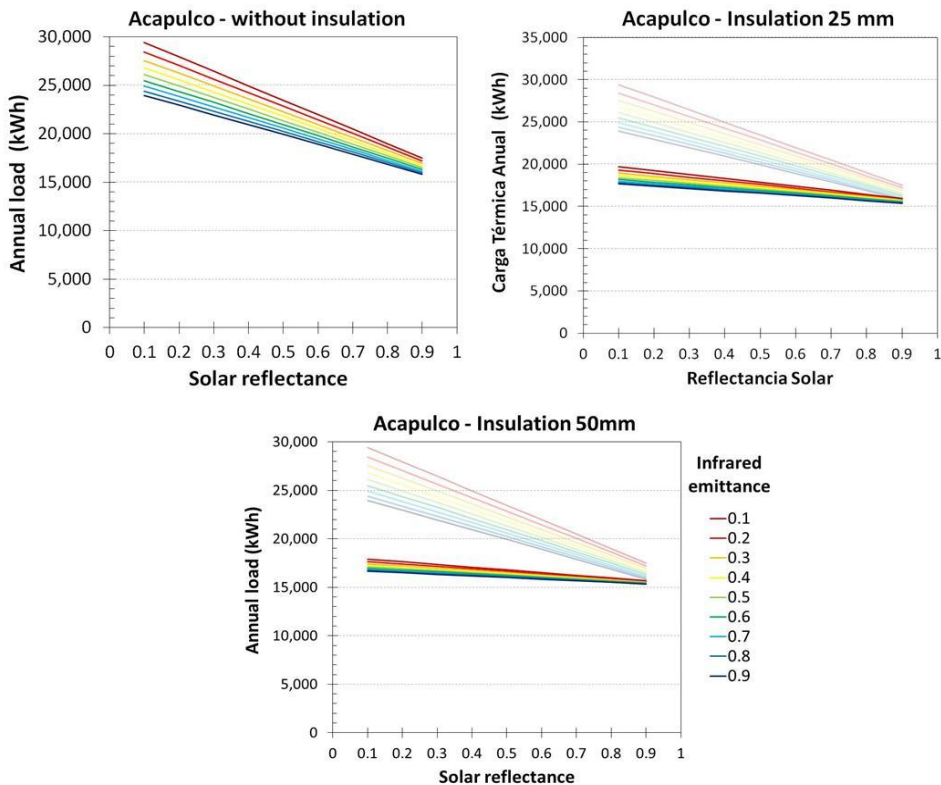 Acapulco - without insulation
Annual load (kWh)
30,000
25,000
20,000
15,000
10,000
5,000
0
0 0.1 0.2 0.3 0.4 0.5 0.6 0.7 0.8 0.9 1
Solar reflectance
Acapulco - Insulation 25 mm
Carga Térmica Anual (kWh)
35,000
30,000
25,000
20,000
15,000
10,000
5,000
0
0 0.1 0.2 0.3 0.4 0.5 0.6 0.7 0.8 0.9 1
Reflectancia Solar
Acapulco - Insulation 50mm
Annual load (kWh)
30,000
25,000
20,000
15,000
10,000
5,000
0
0 0.1 0.2 0.3 0.4 0.5 0.6 0.7 0.8 0.9 1
Solar reflectance
Infrared
emittance
0.1
0.2
0.3
0.4
0.5
0.6
0.7
0.8
0.9